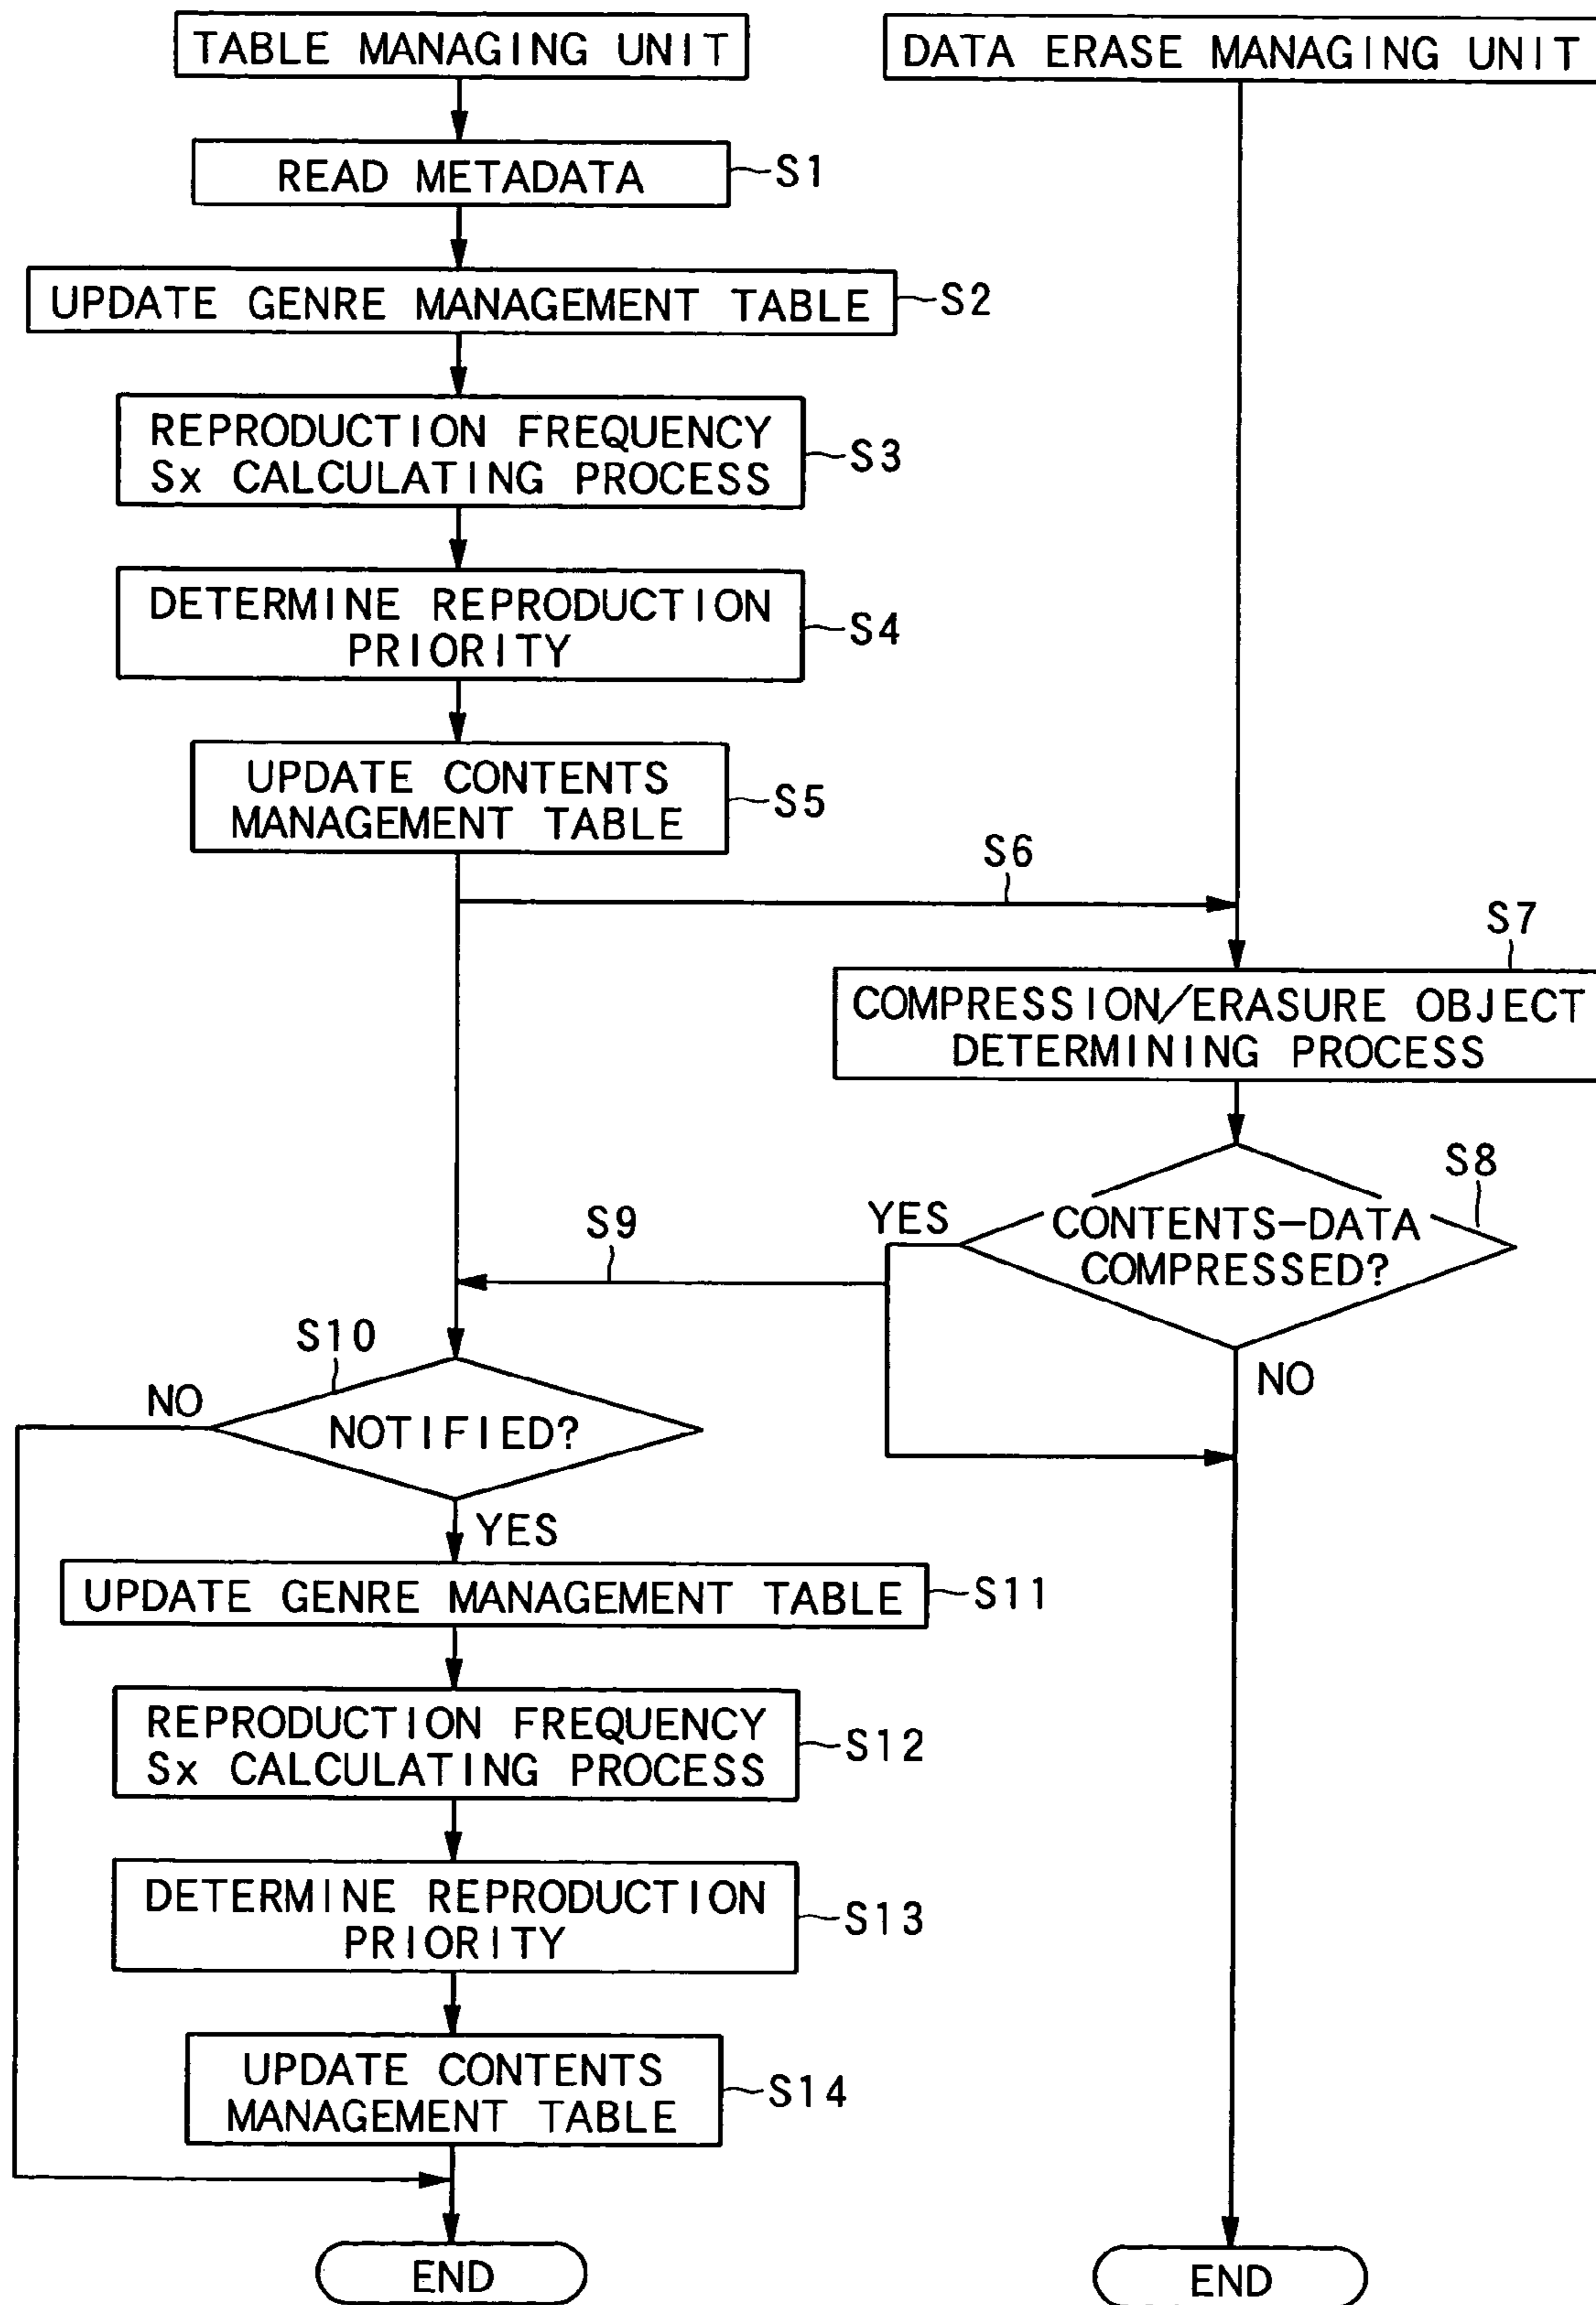 TABLE MANAGING UNIT
DATA ERASE MANAGING UNIT
READ METADATA
S1
UPDATE GENRE MANAGEMENT TABLE
S2
REPRODUCTION FREQUENCY
Sx CALCULATING PROCESS
S3
DETERMINE REPRODUCTION
PRIORITY
S4
UPDATE CONTENTS
MANAGEMENT TABLE
S5
S6
S7
COMPRESSION/ERASURE OBJECT
DETERMINING PROCESS
S8
CONTENTS-DATA
COMPRESSED?
YES
NO
S9
S10
NOTIFIED?
NO
YES
UPDATE GENRE MANAGEMENT TABLE
S11
REPRODUCTION FREQUENCY
Sx CALCULATING PROCESS
S12
DETERMINE REPRODUCTION
PRIORITY
S13
UPDATE CONTENTS
MANAGEMENT TABLE
S14
END
END